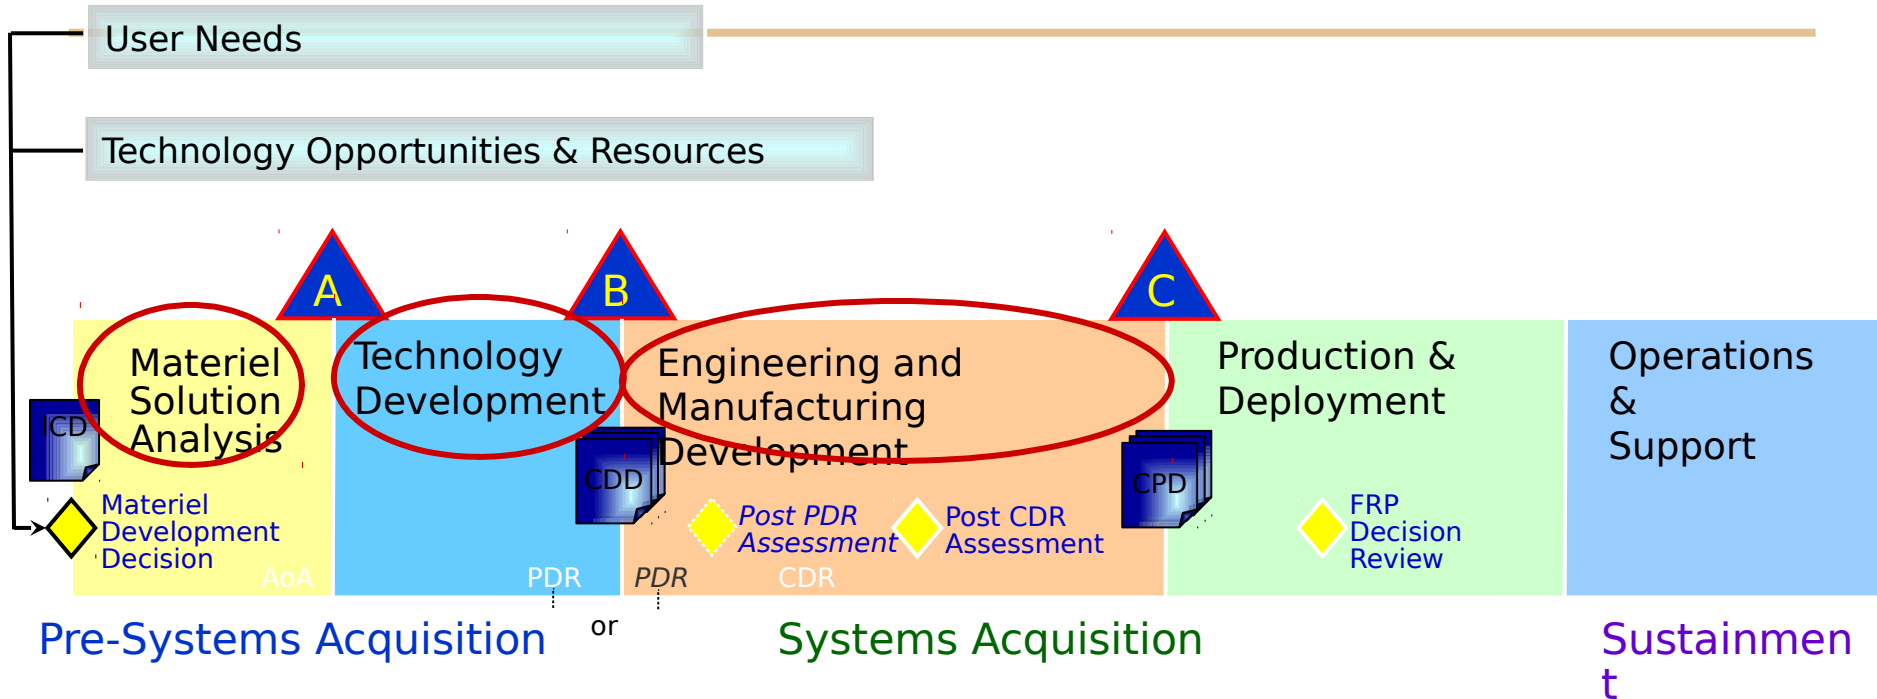 User Needs
Technology Opportunities & Resources
A
B
C
Materiel
Solution
Analysis
Technology
Development
Engineering and
Manufacturing
Development
Production &
Deployment
Operations
&
Support
ICD
CDD
CPD
Materiel
Development
Decision
Post PDR
Assessment
Post CDR
Assessment
FRP
Decision
Review
AoA
PDR
PDR
CDR
or
Pre-Systems Acquisition
Systems Acquisition
Sustainmen
t